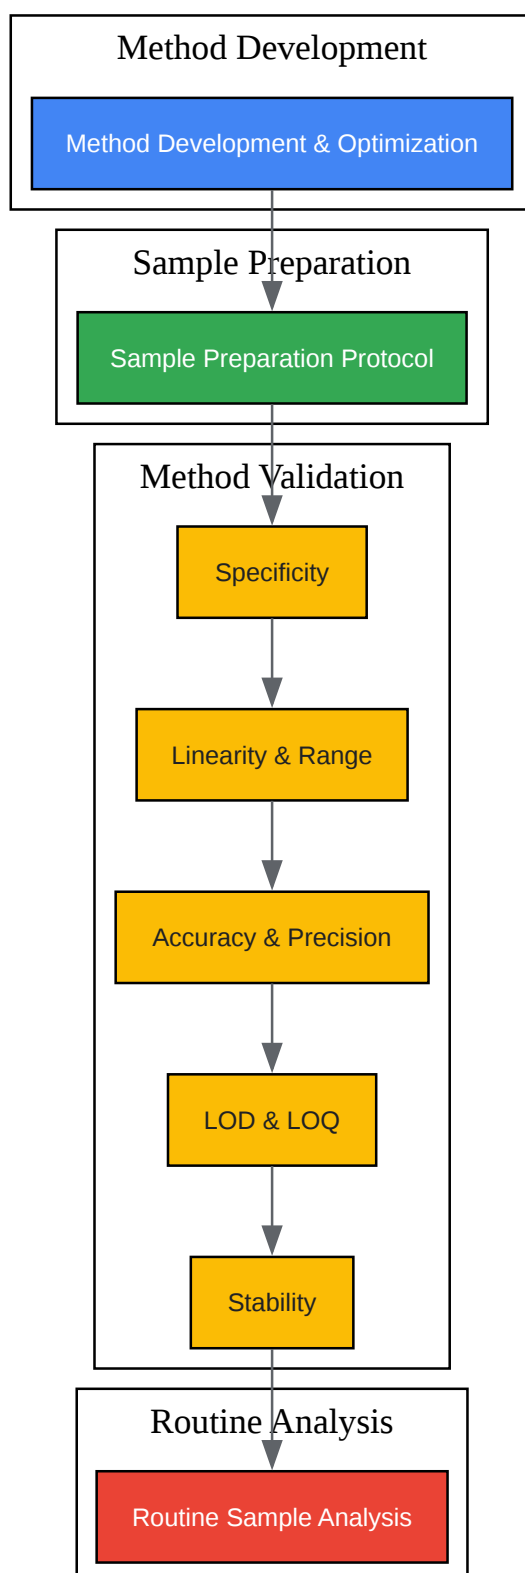 Method Development
Method Development & Optimization
Sample Preparation
Sample Preparation Protocol
Method Validation
Specificity
Linearity & Range
Accuracy & Precision
LOD & LOQ
Stability
Routine Analysis
Routine Sample Analysis